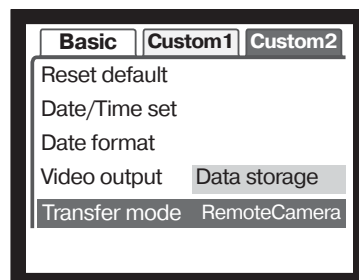 Basic Custom1 Custom2
Reset default
Date/Time set
Date format
Video output Data storage
Transfer mode RemoteCamera